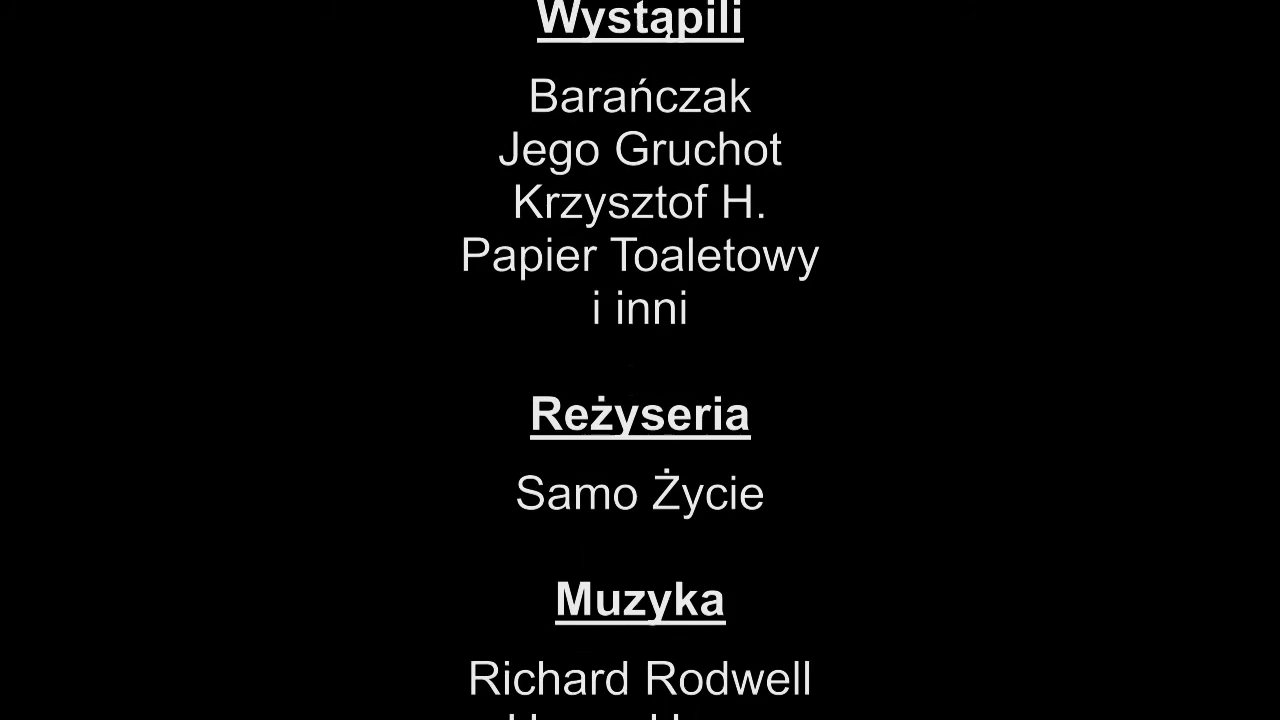 Wystąpili
Barańczak
Jego Gruchot
Krzysztof H.
Papier Toaletowy
i inni
Reżyseria
Samo Życie
Muzyka
Richard Rodwell